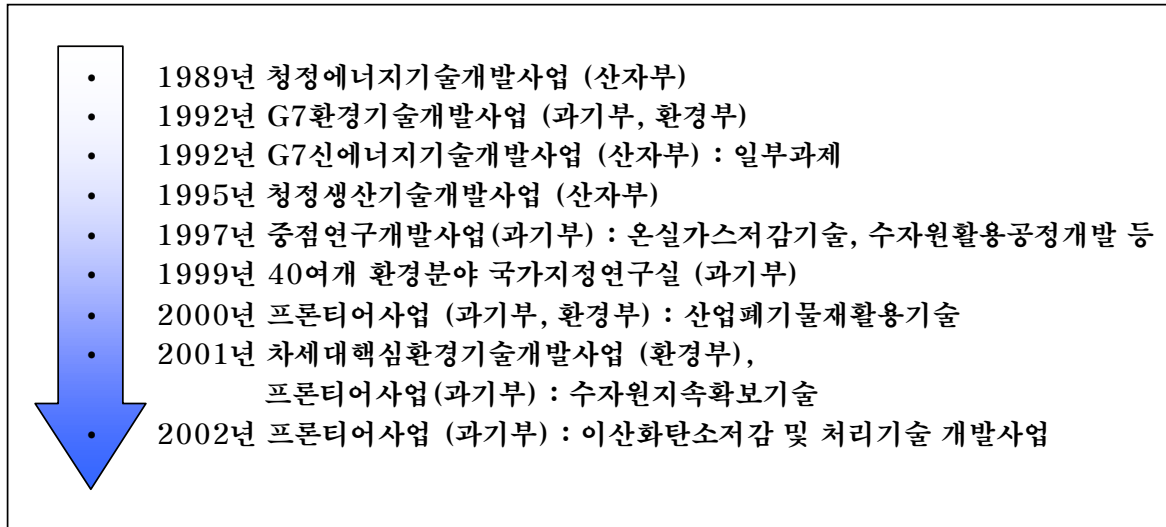 • 1989년 청정에너지기술개발사업 (산자부)
• 1992년 G7환경기술개발사업 (과기부, 환경부)
• 1992년 G7신에너지기술개발사업 (산자부) : 일부과제
• 1995년 청정생산기술개발사업 (산자부)
• 1997년 중점연구개발사업(과기부) : 온실가스저감기술, 수자원활용공정개발 등
• 1999년 40여개 환경분야 국가지정연구실 (과기부)
• 2000년 프론티어사업 (과기부, 환경부) : 산업폐기물재활용기술
• 2001년 차세대핵심환경기술개발사업 (환경부),
프론티어사업(과기부) : 수자원지속확보기술
• 2002년 프론티어사업 (과기부) : 이산화탄소저감 및 처리기술 개발사업